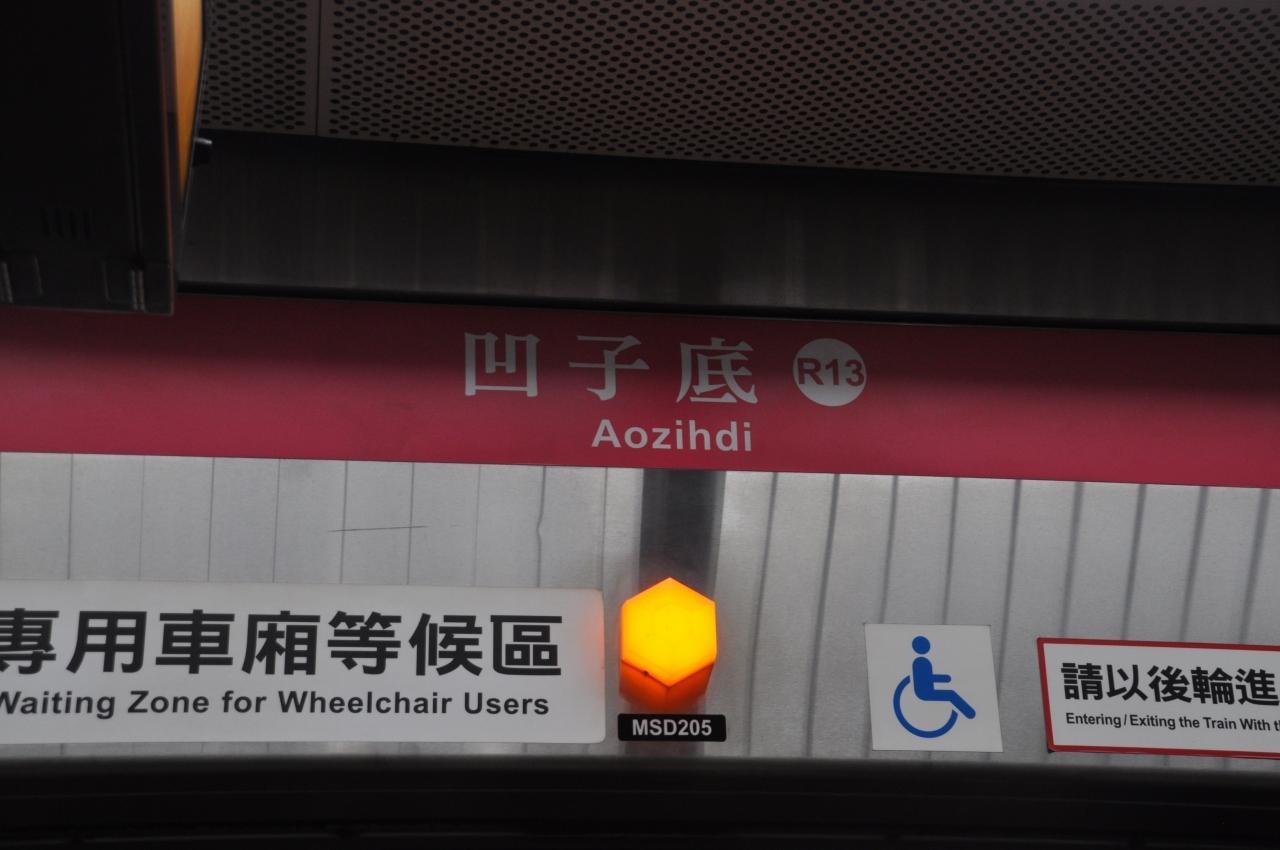 凹子底 R13
Aozihdi
專用車廂等候區
Waiting Zone for Wheelchair Users
MSD205
請以後輪進
Entering/Exiting the Train With